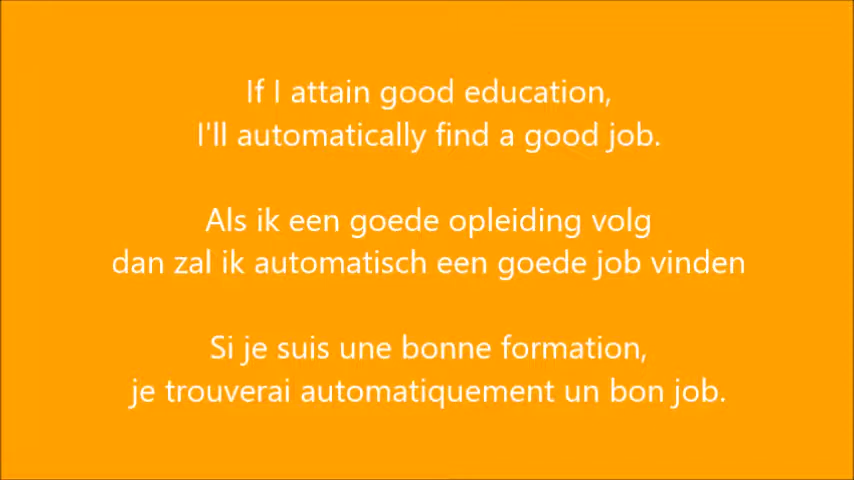 If I attain good education,
I'll automatically find a good job.
Als ik een goede opleiding volg
dan zal ik automatisch een goede job vinden
Si je suis une bonne formation,
je trouverai automatiquement un bon job.